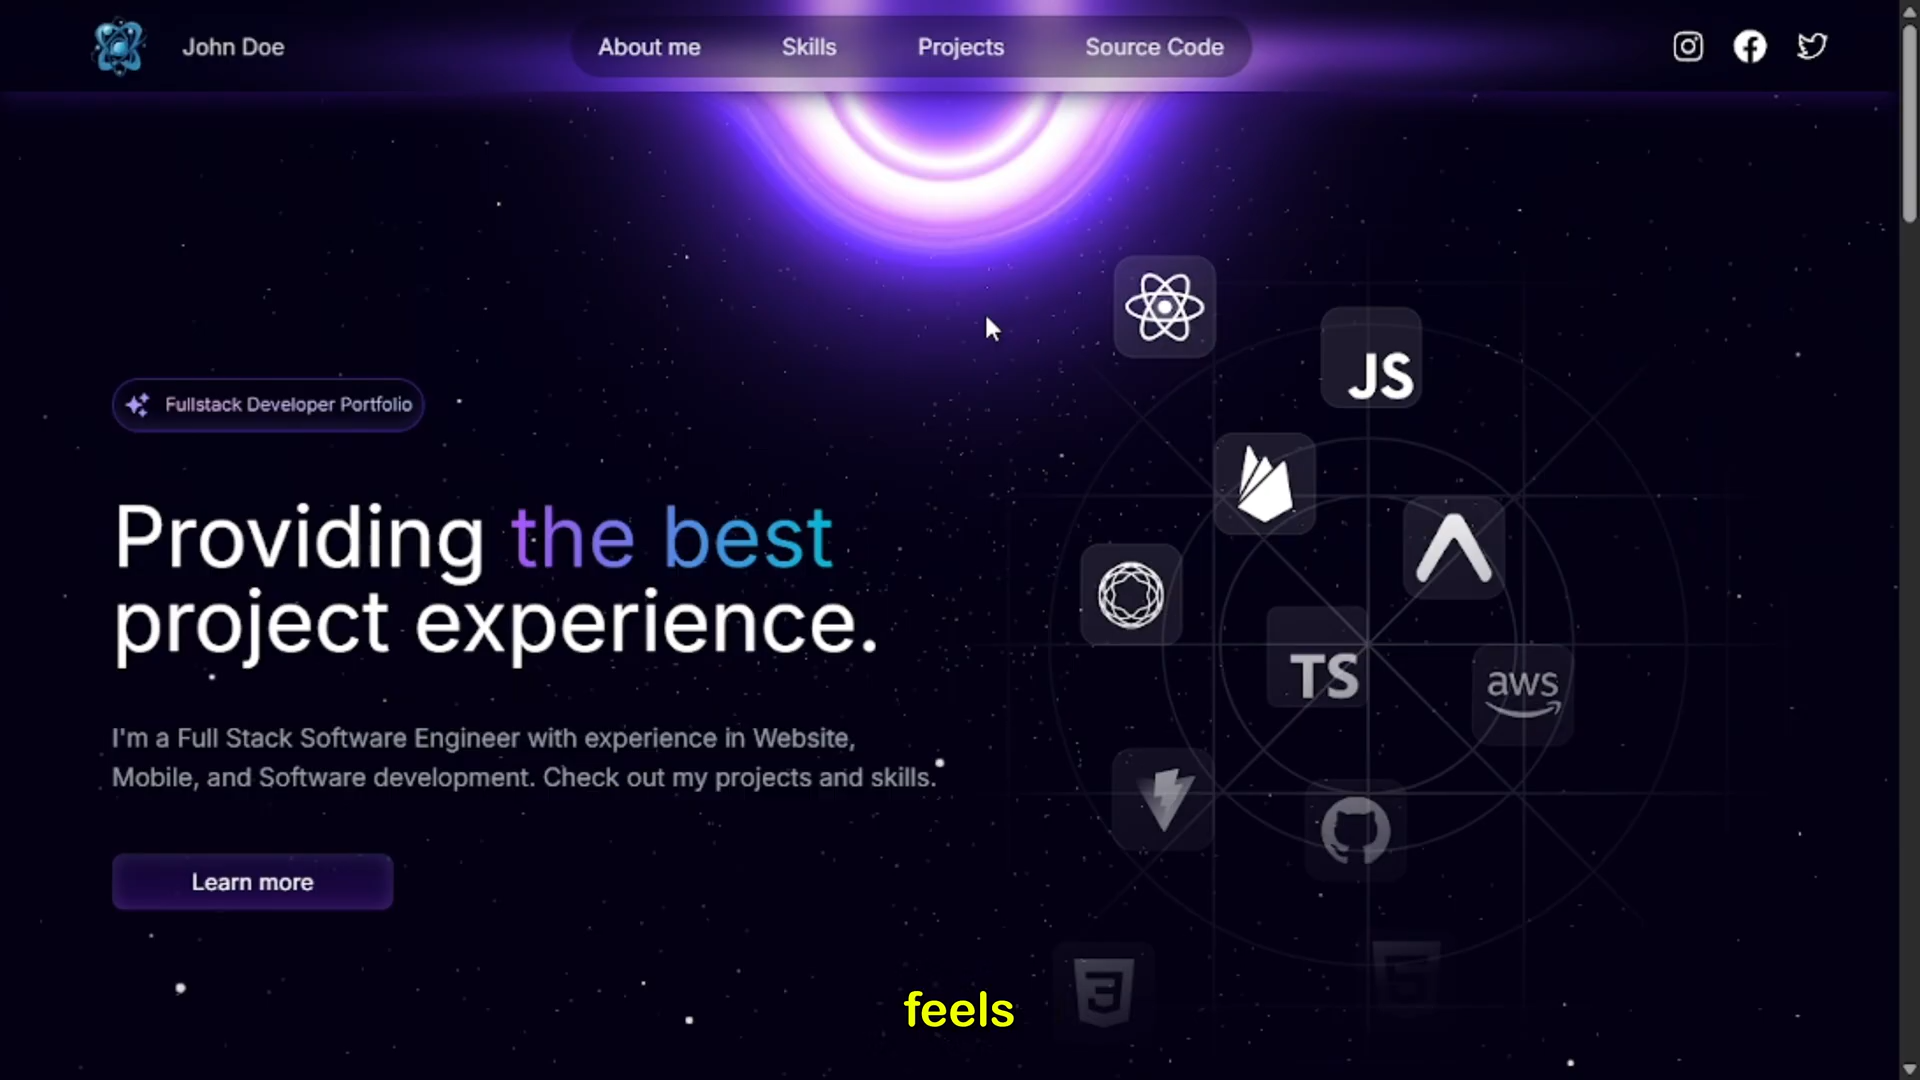 John Doe
About me
Skills
Projects
Source Code
Fullstack Developer Portfolio
JS
Providing the best
project experience.
TS
aws
I'm a Full Stack Software Engineer with experience in Website,
Mobile, and Software development. Check out my projects and skills.
Learn more
3
5
feels